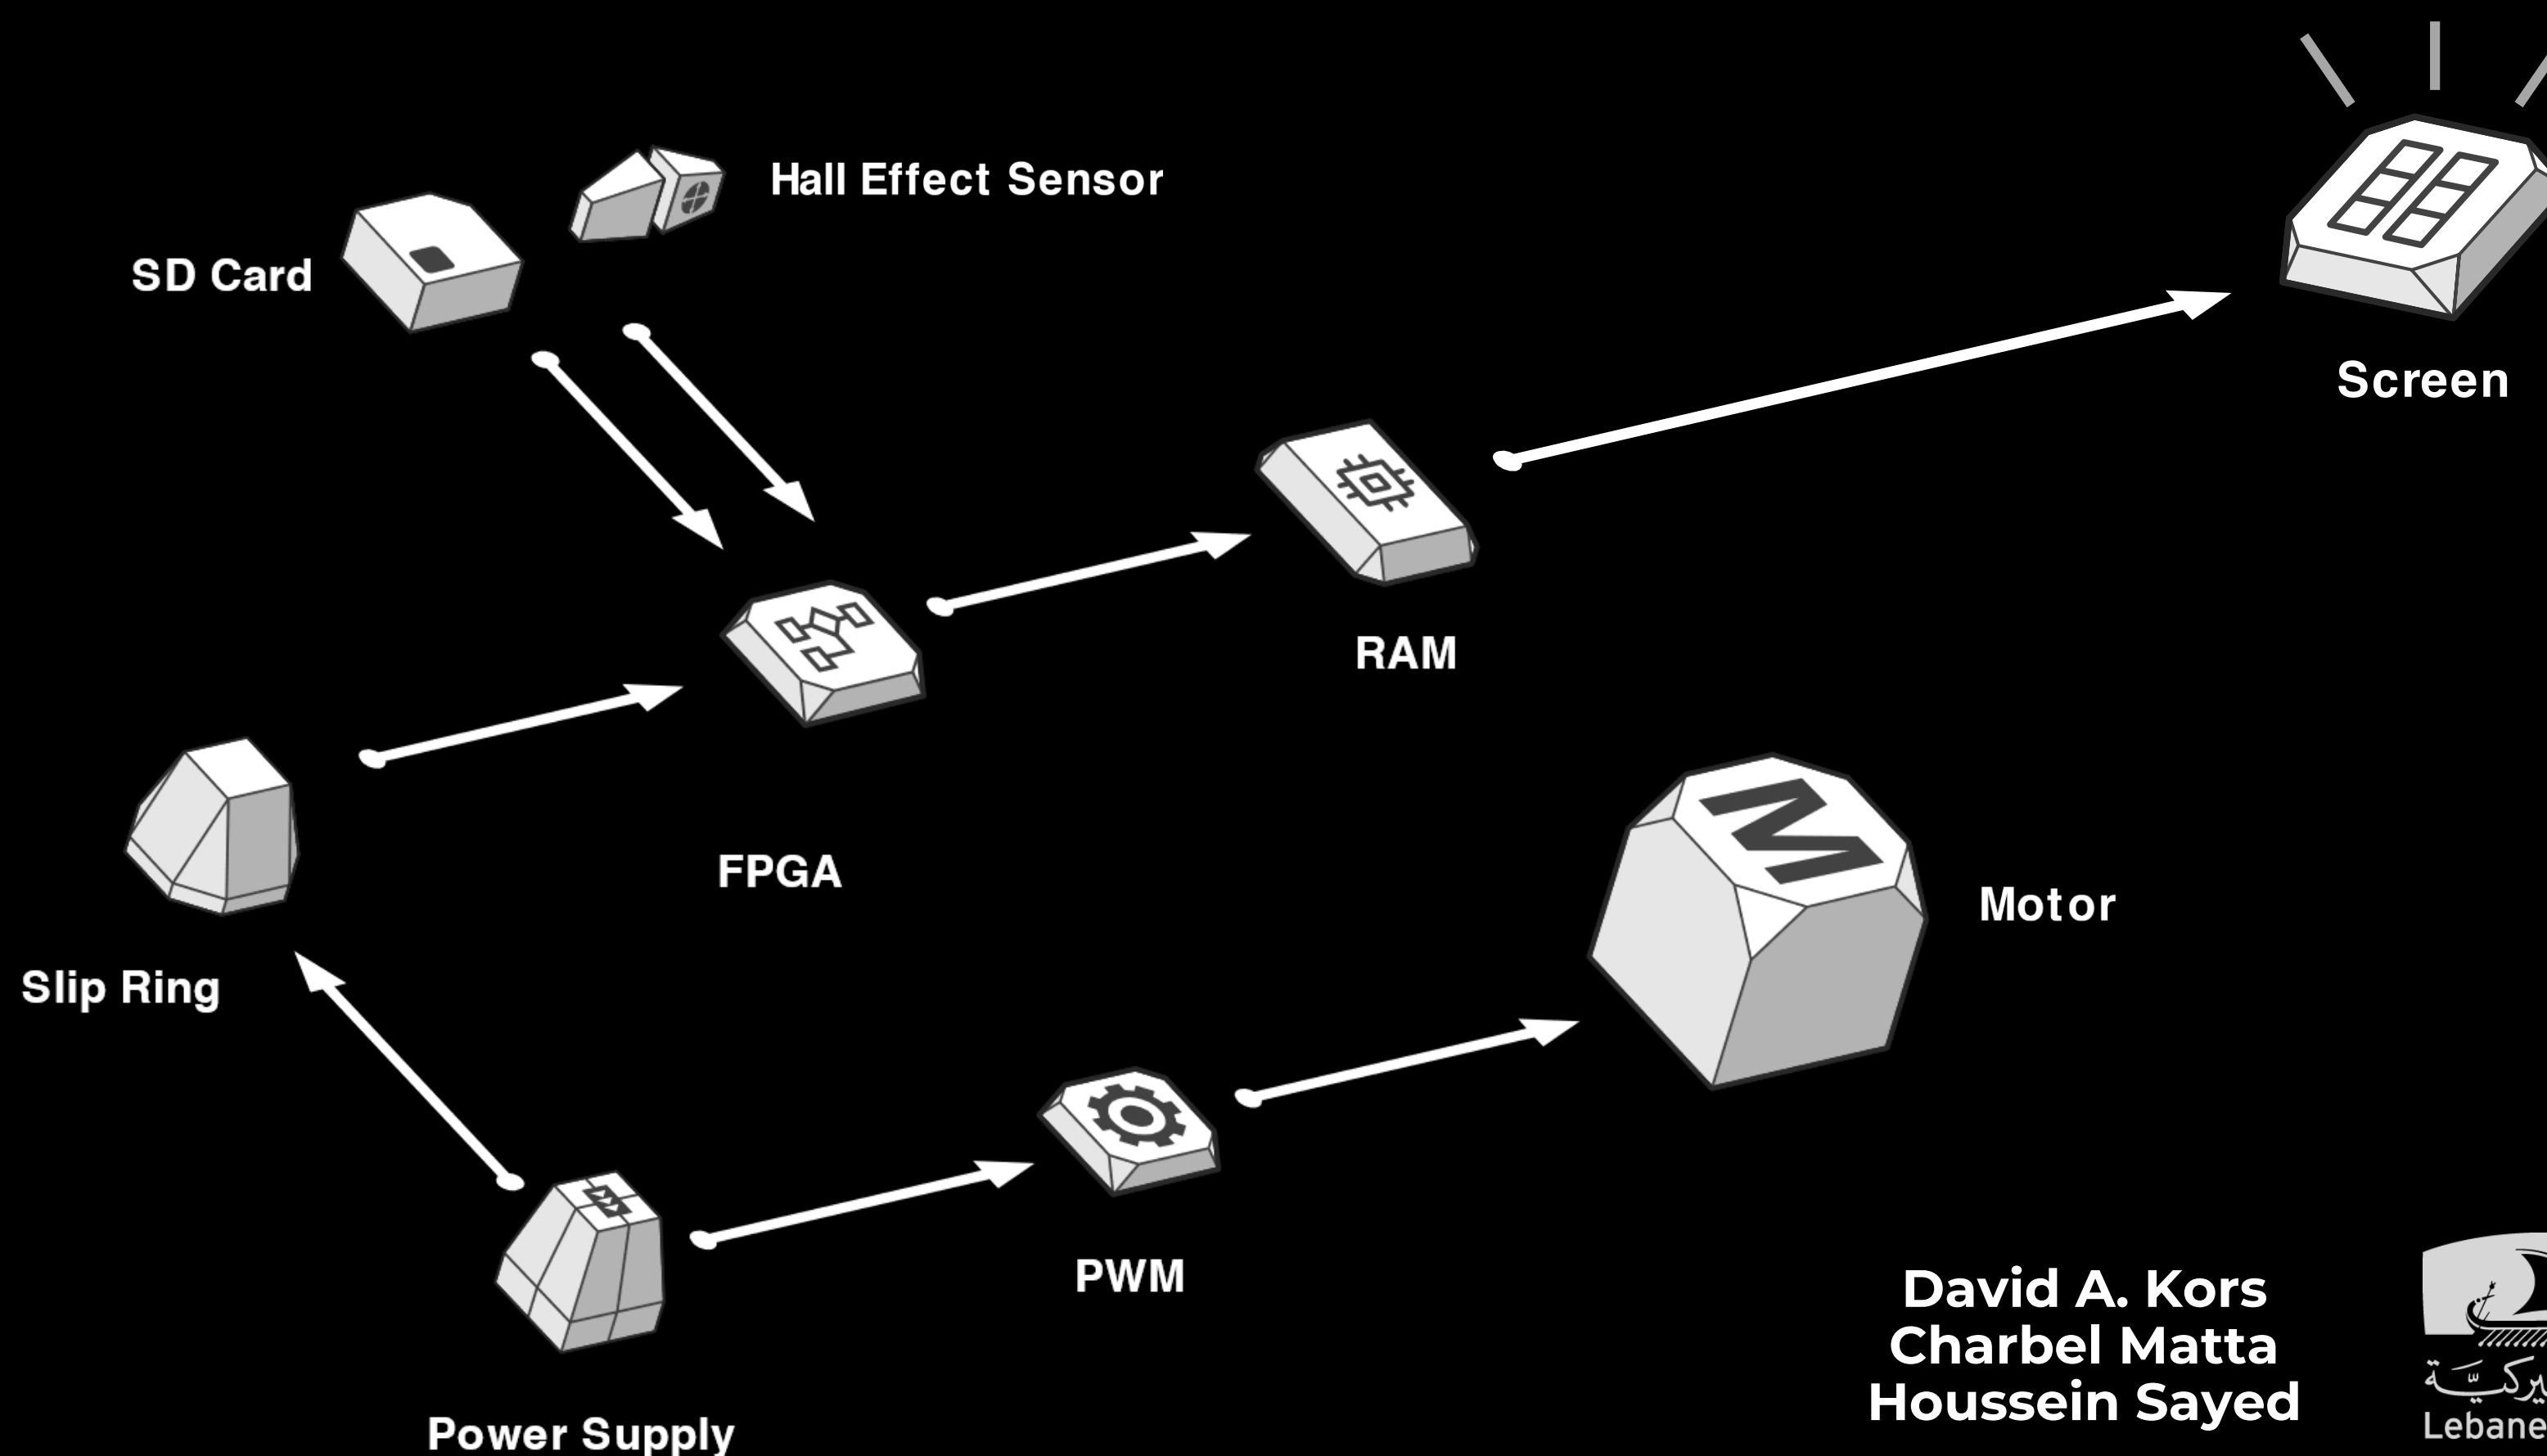 Hall Effect Sensor
SD Card
Screen
RAM
FPGA
M
Motor
Slip Ring
PWM
Power Supply
David A. Kors
Charbel Matta
Houssein Sayed